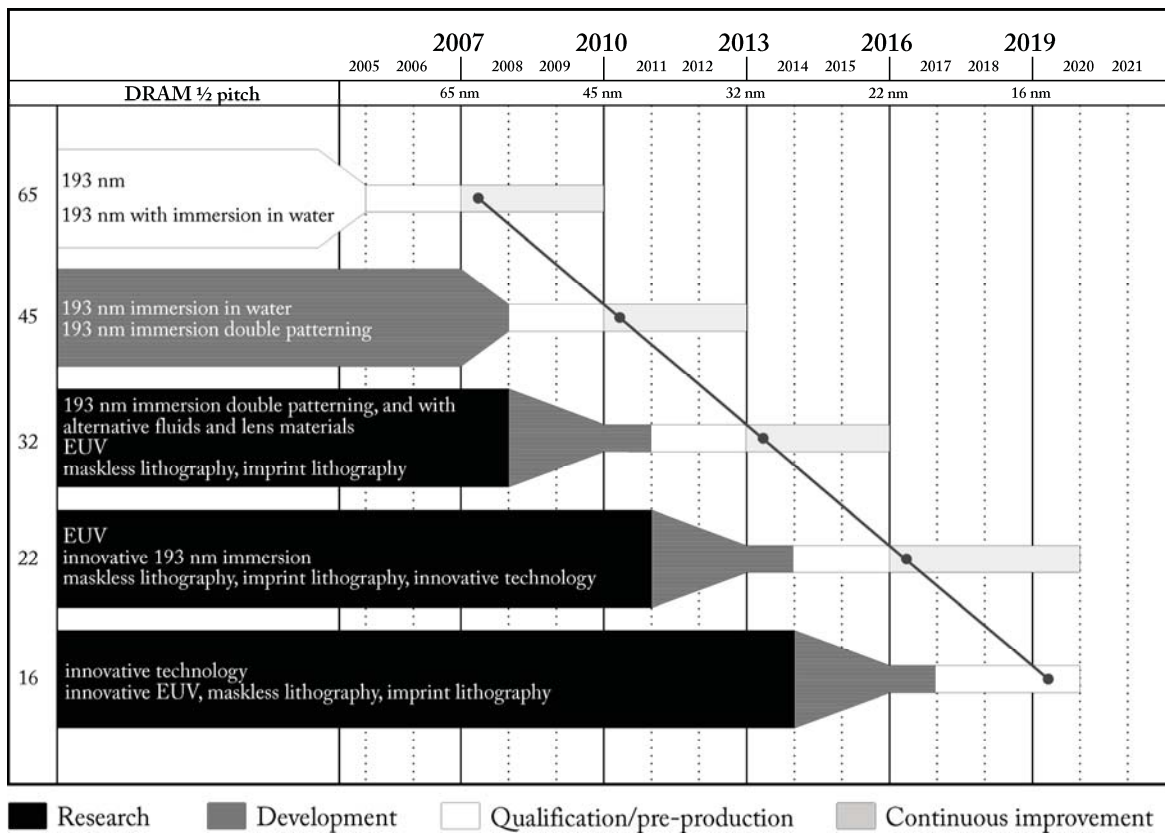 2007 2010 2013 2016 2019
2005 2006 2008 2009 2011 2012 2014 2015 2017 2018 2020 2021
DRAM ½ pitch 65 nm 45 nm 32 nm 22 nm 16 nm
65
193 nm
193 nm with immersion in water
45
193 nm immersion in water
193 nm immersion double patterning
32
193 nm immersion double patterning, and with
alternative fluids and lens materials
EUV
maskless lithography, imprint lithography
22
EUV
innovative 193 nm immersion
maskless lithography, imprint lithography, innovative technology
16
innovative technology
innovative EUV, maskless lithography, imprint lithography
Research Development Qualification/pre-production Continuous improvement